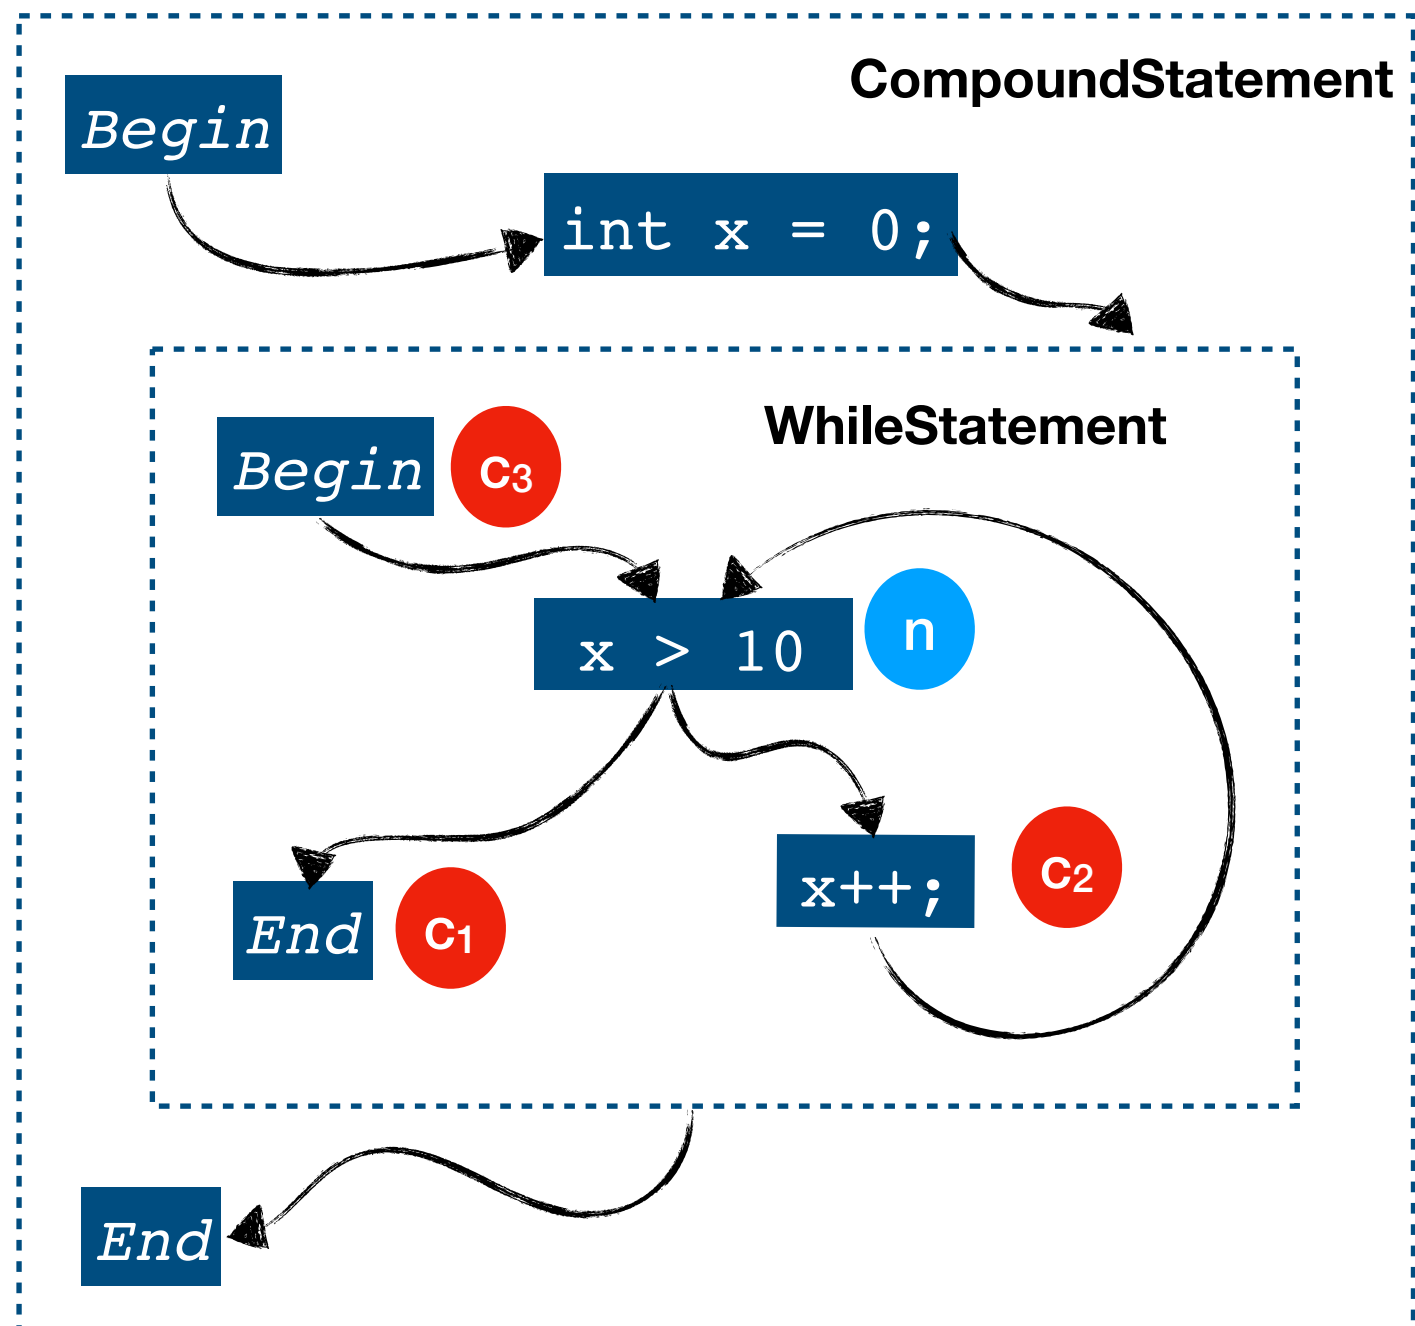 CompoundStatement
Begin
int x = 0;
WhileStatement
Begin
c3
x > 10
n
x++;
c2
End
c1
End